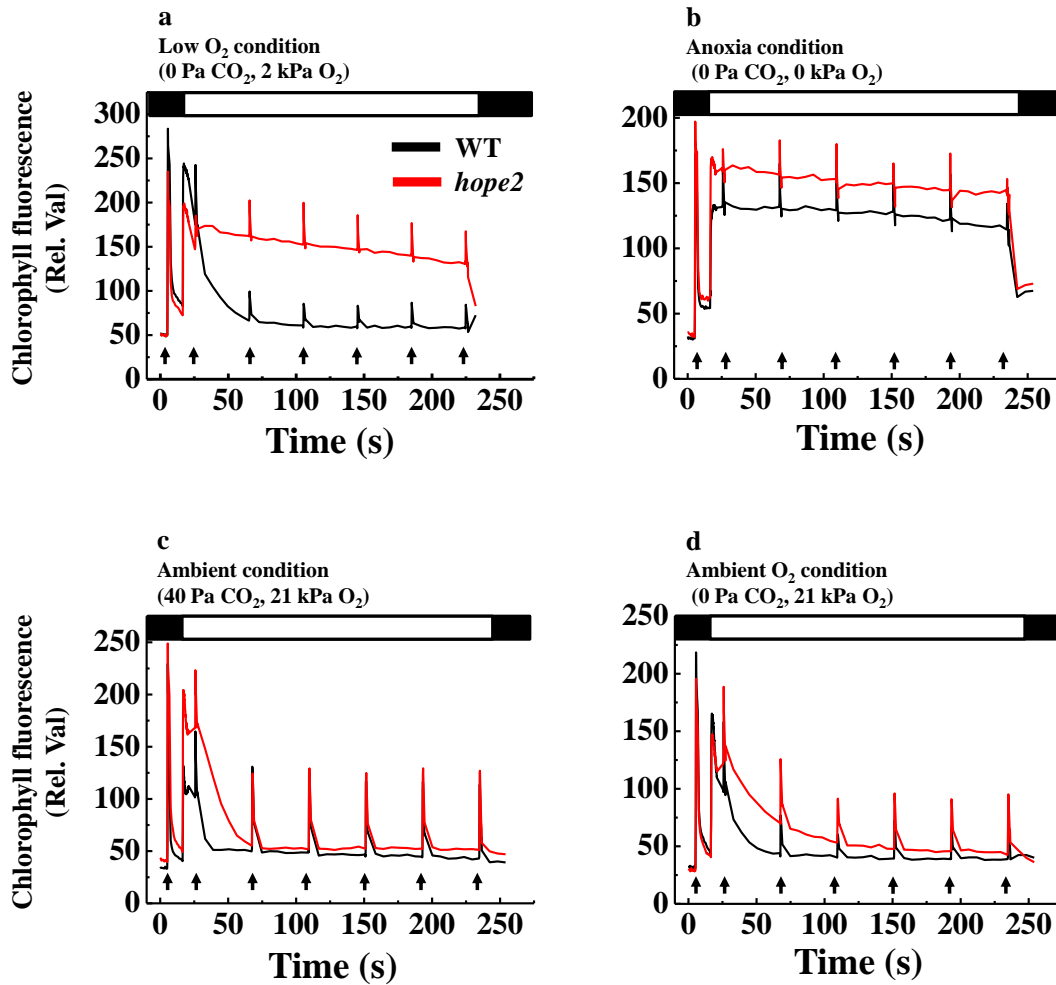 a
Low O₂ condition
(0 Pa CO₂, 2 kPa O₂)
b
Anoxia condition
(0 Pa CO₂, 0 kPa O₂)
Chlorophyll fluorescence
(Rel. Val)
300
250
200
150
100
50
0
WT
hope2
0 50 100 150 200 250
Time (s)
200
150
100
50
0
0 50 100 150 200 250
Time (s)
c
Ambient condition
(40 Pa CO₂, 21 kPa O₂)
d
Ambient O₂ condition
(0 Pa CO₂, 21 kPa O₂)
Chlorophyll fluorescence
(Rel. Val)
250
200
150
100
50
0
0 50 100 150 200 250
Time (s)
250
200
150
100
50
0
0 50 100 150 200 250
Time (s)